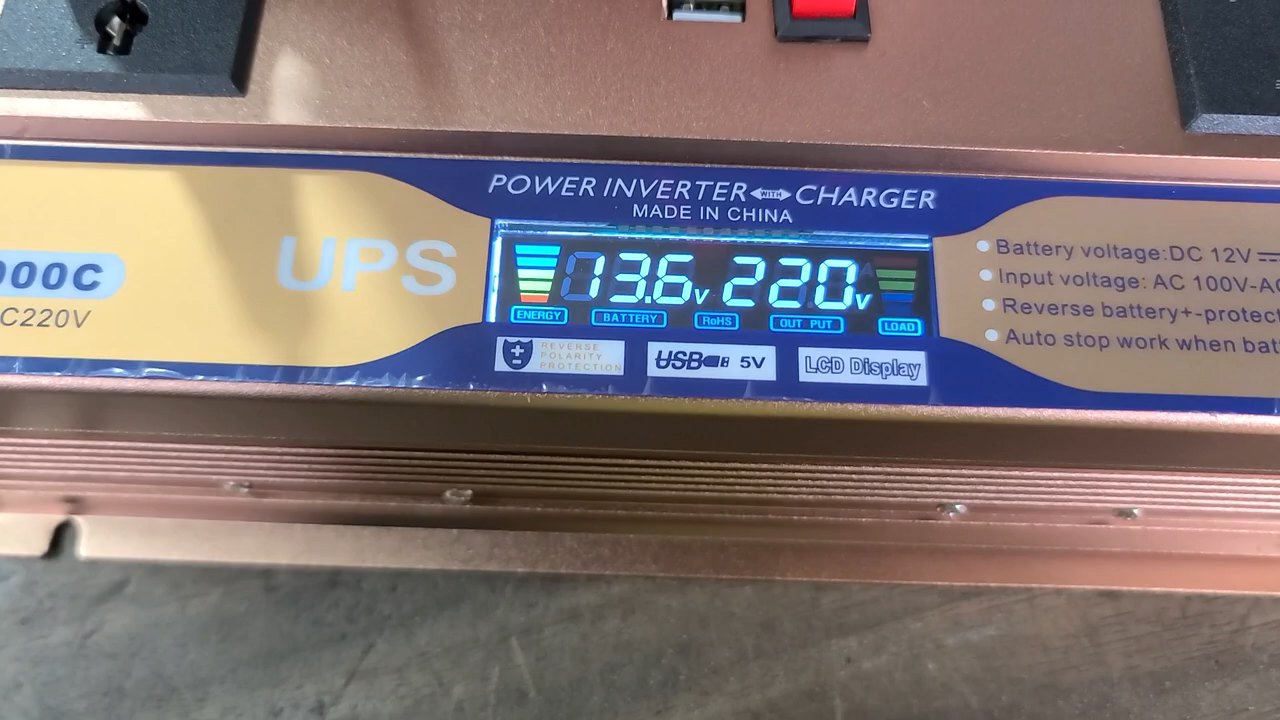 POWER INVERTER WITH CHARGER
MADE IN CHINA
000C
C220V
UPS
13.6V 220V
ENERGY BATTERY RoHS OUT PUT LOAD
REVERSE
POLARITY
PROTECTION
USB 5V
LCD Display
Battery voltage:DC 12V
Input voltage: AC 100V-AC
Reverse battery+-protect
Auto stop work when bat